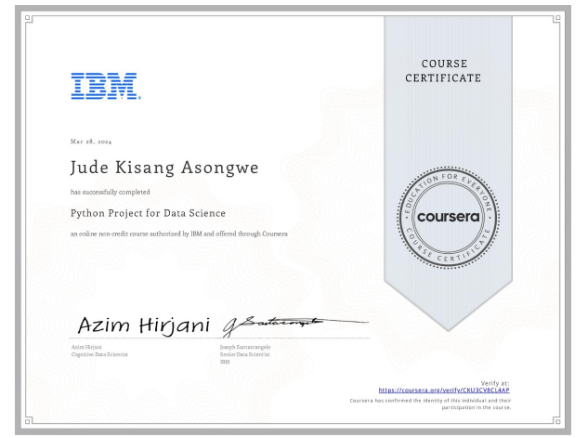 IBM
COURSE
CERTIFICATE
Mar 28, 2024
Jude Kisang Asongwe
has successfully completed
Python Project for Data Science
an online non-credit course authorized by IBM and offered through Coursera
EDUCATION FOR EVERYONE
coursera
COURSE CERTIFICATE
Azim Hirjani
Azim Hirjani
Cognitive Data Scientist
Joseph Santarcangelo
Senior Data Scientist
IBM
Verify at:
https://coursera.org/verify/CKU3CV8CL4AP
Coursera has confirmed the identity of this individual and their
participation in the course.